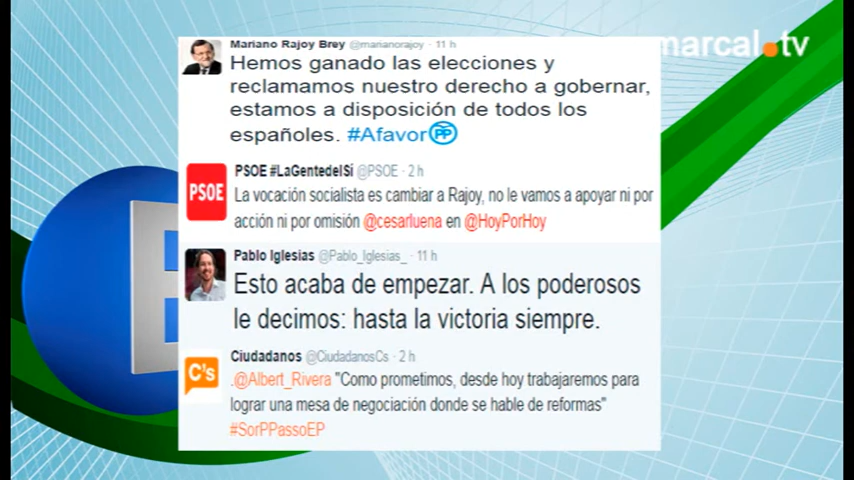 marcal.tv
Mariano Rajoy Brey @marianorajoy · 11 h
Hemos ganado las elecciones y
reclamamos nuestro derecho a gobernar,
estamos a disposición de todos los
españoles. #Afavor PP
PSOE #LaGentedelSí @PSOE · 2 h
PSOE
La vocación socialista es cambiar a Rajoy, no le vamos a apoyar ni por
acción ni por omisión @cesarluena en @HoyPorHoy
Pablo Iglesias @Pablo_Iglesias_ · 11 h
Esto acaba de empezar. A los poderosos
le decimos: hasta la victoria siempre.
Ciudadanos @CiudadanosCs · 2 h
C's
.@Albert_Rivera "Como prometimos, desde hoy trabajaremos para
lograr una mesa de negociación donde se hable de reformas"
#SorPPassoEP